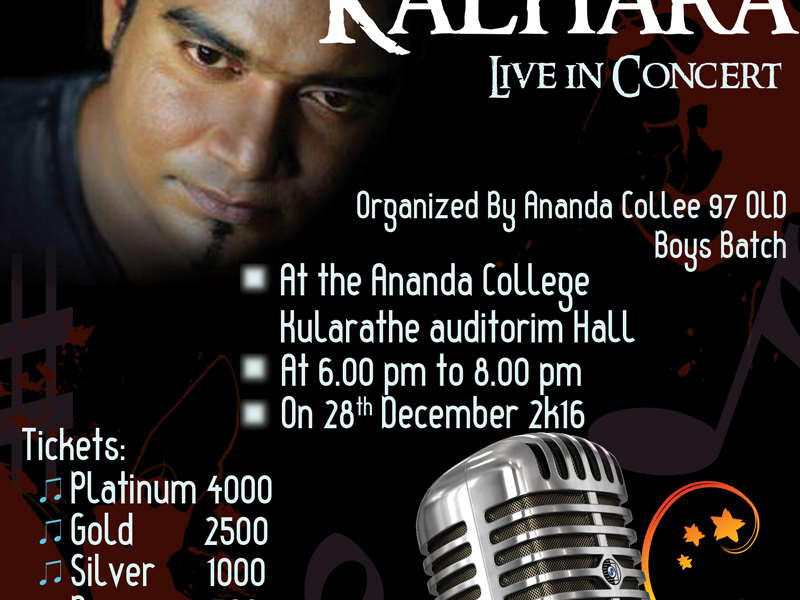 KALHARA
LIVE IN CONCERT
Organized By Ananda Collee 97 OLD
Boys Batch
At the Ananda College
Kularathe auditorim Hall
At 6.00 pm to 8.00 pm
On 28th December 2k16
Tickets:
Platinum 4000
Gold 2500
Silver 1000